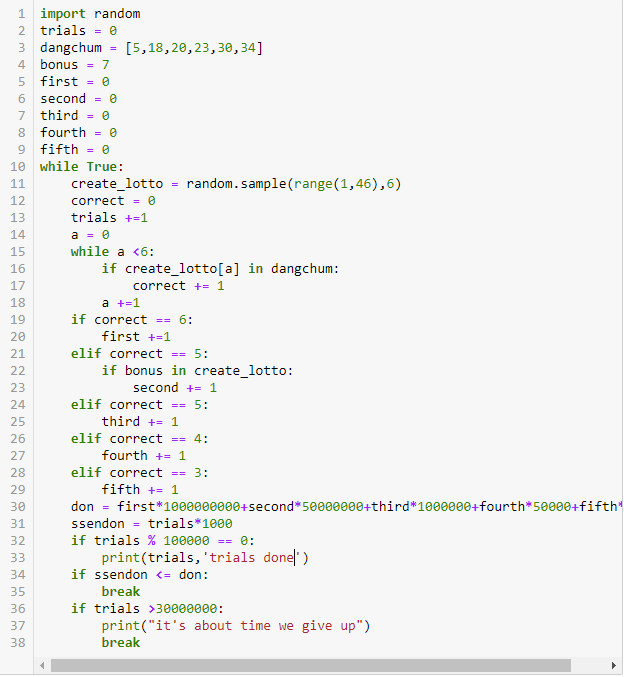 1 import random
2 trials = 0
3 dangchum = [5,18,20,23,30,34]
4 bonus = 7
5 first = 0
6 second = 0
7 third = 0
8 fourth = 0
9 fifth = 0
10 while True:
11     create_lotto = random.sample(range(1,46),6)
12     correct = 0
13     trials +=1
14     a = 0
15     while a <6:
16         if create_lotto[a] in dangchum:
17             correct += 1
18         a +=1
19     if correct == 6:
20         first +=1
21     elif correct == 5:
22         if bonus in create_lotto:
23             second += 1
24     elif correct == 5:
25         third += 1
26     elif correct == 4:
27         fourth += 1
28     elif correct == 3:
29         fifth += 1
30     don = first*1000000000+second*50000000+third*1000000+fourth*50000+fifth*
31     ssendon = trials*1000
32     if trials % 100000 == 0:
33         print(trials,'trials done')
34     if ssendon <= don:
35         break
36     if trials >30000000:
37         print("it's about time we give up")
38         break